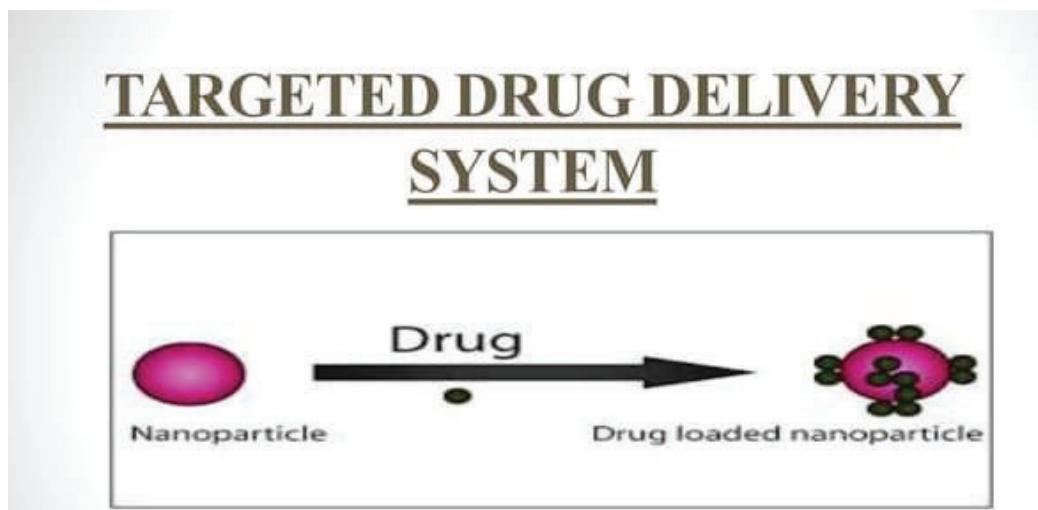 TARGETED DRUG DELIVERY
SYSTEM
Drug
Nanoparticle
Drug loaded nanoparticle